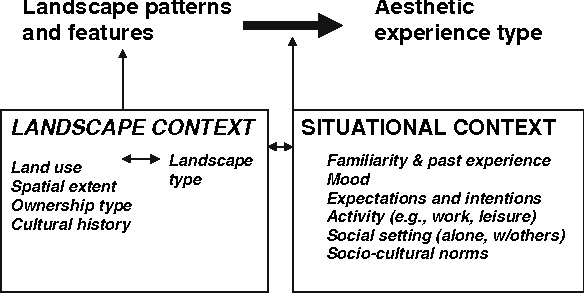 Landscape patterns
and features
Aesthetic
experience type
LANDSCAPE CONTEXT
Land use
Spatial extent
Ownership type
Cultural history
Landscape
type
SITUATIONAL CONTEXT
Familiarity & past experience
Mood
Expectations and intentions
Activity (e.g., work, leisure)
Social setting (alone, w/others)
Socio-cultural norms